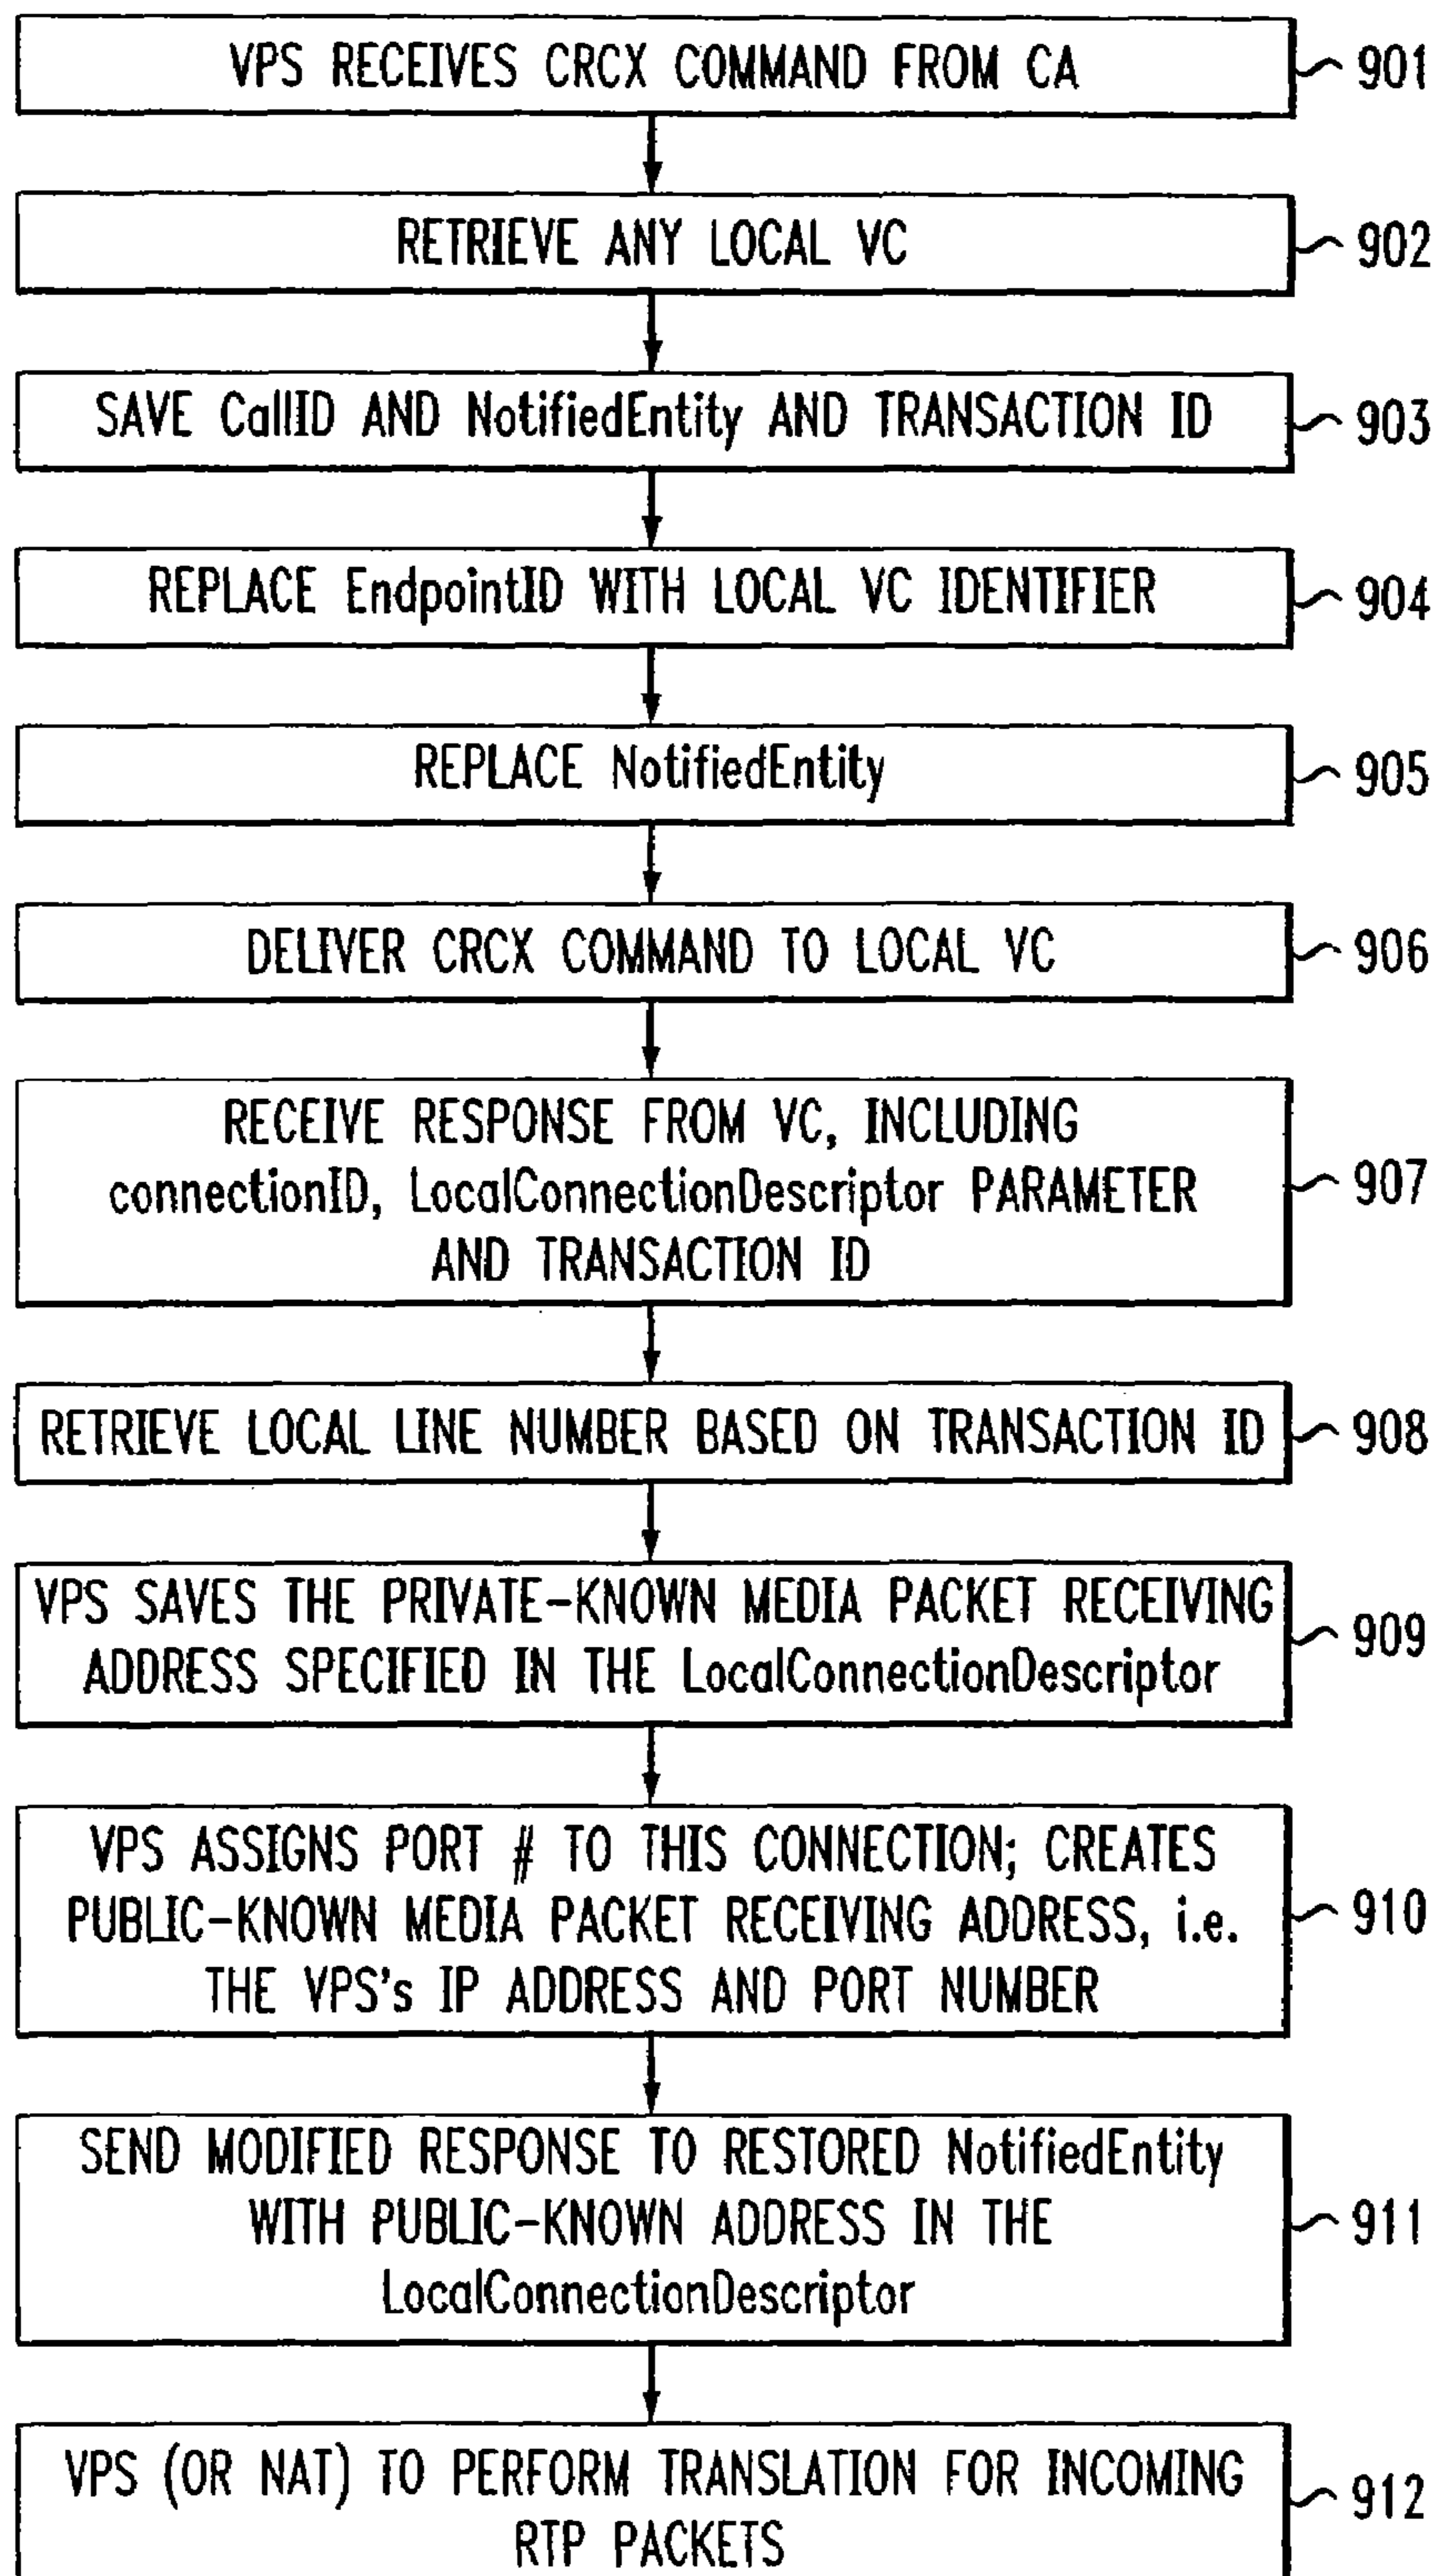 VPS RECEIVES CRCX COMMAND FROM CA
901
RETRIEVE ANY LOCAL VC
902
SAVE CallID AND NotifiedEntity AND TRANSACTION ID
903
REPLACE EndpointID WITH LOCAL VC IDENTIFIER
904
REPLACE NotifiedEntity
905
DELIVER CRCX COMMAND TO LOCAL VC
906
RECEIVE RESPONSE FROM VC, INCLUDING
connectionID, LocalConnectionDescriptor PARAMETER
AND TRANSACTION ID
907
RETRIEVE LOCAL LINE NUMBER BASED ON TRANSACTION ID
908
VPS SAVES THE PRIVATE-KNOWN MEDIA PACKET RECEIVING
ADDRESS SPECIFIED IN THE LocalConnectionDescriptor
909
VPS ASSIGNS PORT # TO THIS CONNECTION; CREATES
PUBLIC-KNOWN MEDIA PACKET RECEIVING ADDRESS, i.e.
THE VPS's IP ADDRESS AND PORT NUMBER
910
SEND MODIFIED RESPONSE TO RESTORED NotifiedEntity
WITH PUBLIC-KNOWN ADDRESS IN THE
LocalConnectionDescriptor
911
VPS (OR NAT) TO PERFORM TRANSLATION FOR INCOMING
RTP PACKETS
912